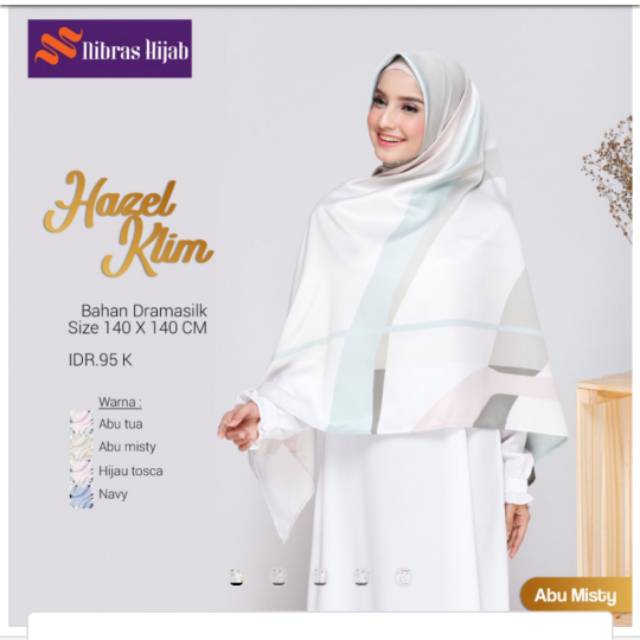 Nibras Hijab
Hazel
Klim
Bahan Dramasilk
Size 140 X 140 CM
IDR.95 K
Warna :
Abu tua
Abu misty
Hijau tosca
Navy
Abu Misty